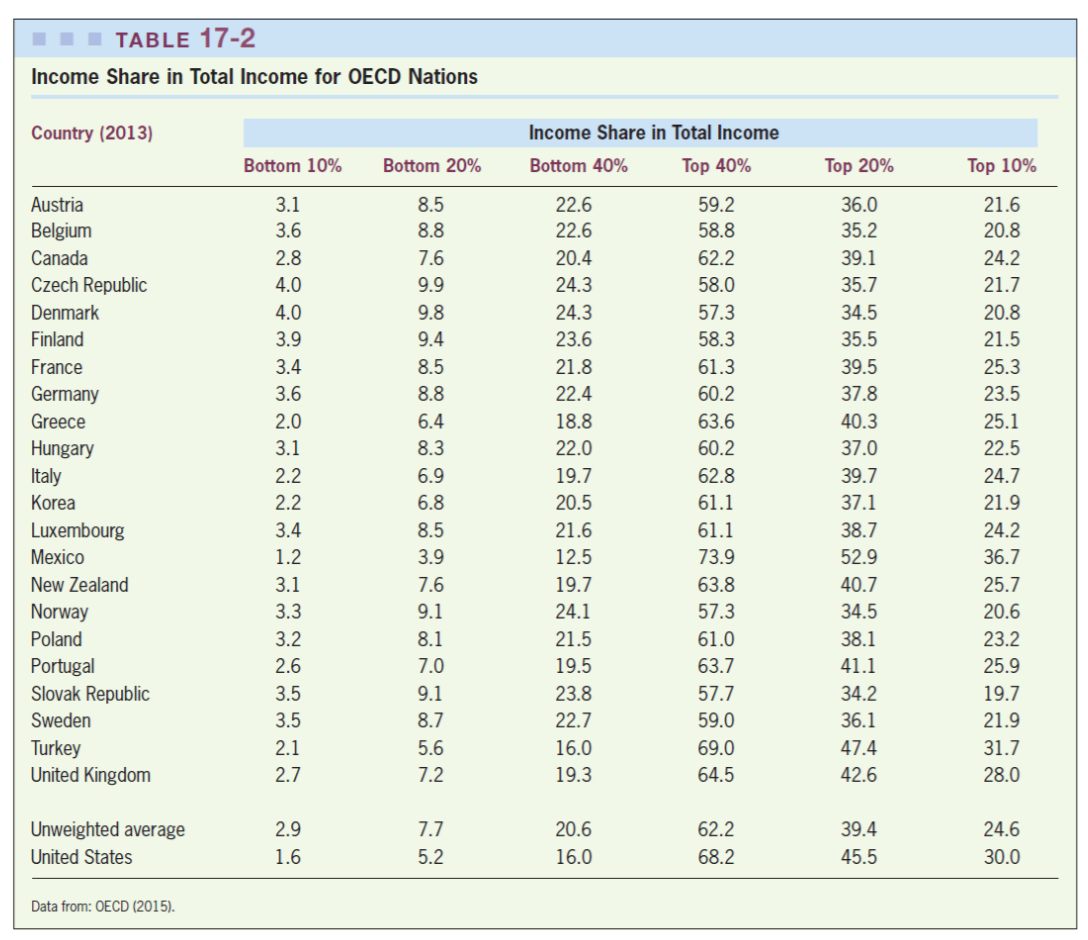 TABLE 17-2
Income Share in Total Income for OECD Nations
Country (2013) Income Share in Total Income
Bottom 10% Bottom 20% Bottom 40% Top 40% Top 20% Top 10%
Austria 3.1 8.5 22.6 59.2 36.0 21.6
Belgium 3.6 8.8 22.6 58.8 35.2 20.8
Canada 2.8 7.6 20.4 62.2 39.1 24.2
Czech Republic 4.0 9.9 24.3 58.0 35.7 21.7
Denmark 4.0 9.8 24.3 57.3 34.5 20.8
Finland 3.9 9.4 23.6 58.3 35.5 21.5
France 3.4 8.5 21.8 61.3 39.5 25.3
Germany 3.6 8.8 22.4 60.2 37.8 23.5
Greece 2.0 6.4 18.8 63.6 40.3 25.1
Hungary 3.1 8.3 22.0 60.2 37.0 22.5
Italy 2.2 6.9 19.7 62.8 39.7 24.7
Korea 2.2 6.8 20.5 61.1 37.1 21.9
Luxembourg 3.4 8.5 21.6 61.1 38.7 24.2
Mexico 1.2 3.9 12.5 73.9 52.9 36.7
New Zealand 3.1 7.6 19.7 63.8 40.7 25.7
Norway 3.3 9.1 24.1 57.3 34.5 20.6
Poland 3.2 8.1 21.5 61.0 38.1 23.2
Portugal 2.6 7.0 19.5 63.7 41.1 25.9
Slovak Republic 3.5 9.1 23.8 57.7 34.2 19.7
Sweden 3.5 8.7 22.7 59.0 36.1 21.9
Turkey 2.1 5.6 16.0 69.0 47.4 31.7
United Kingdom 2.7 7.2 19.3 64.5 42.6 28.0
Unweighted average 2.9 7.7 20.6 62.2 39.4 24.6
United States 1.6 5.2 16.0 68.2 45.5 30.0
Data from: OECD (2015).